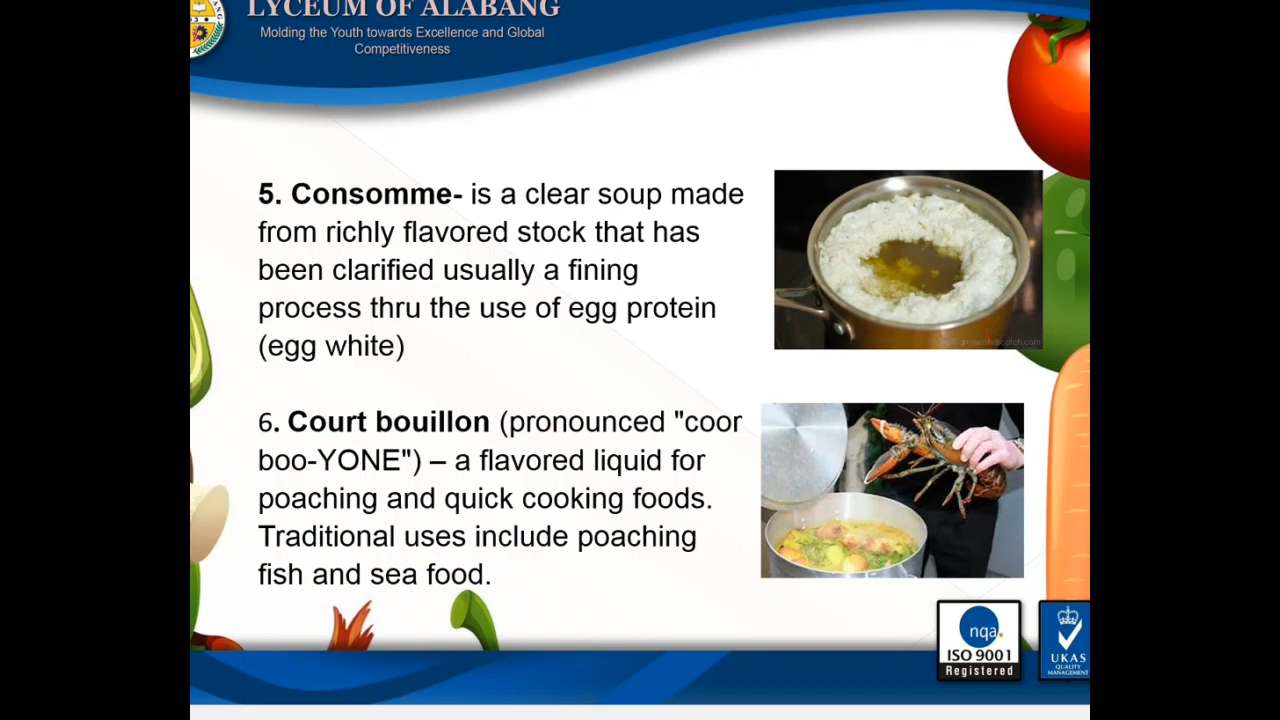 LYCEUM OF ALABANG
Molding the Youth towards Excellence and Global
Competitiveness
5. Consomme- is a clear soup made
from richly flavored stock that has
been clarified usually a fining
process thru the use of egg protein
(egg white)
6. Court bouillon (pronounced "coor
boo-YONE") – a flavored liquid for
poaching and quick cooking foods.
Traditional uses include poaching
fish and sea food.
nqa.
ISO 9001
Registered
UKAS
QUALITY
MANAGEMENT